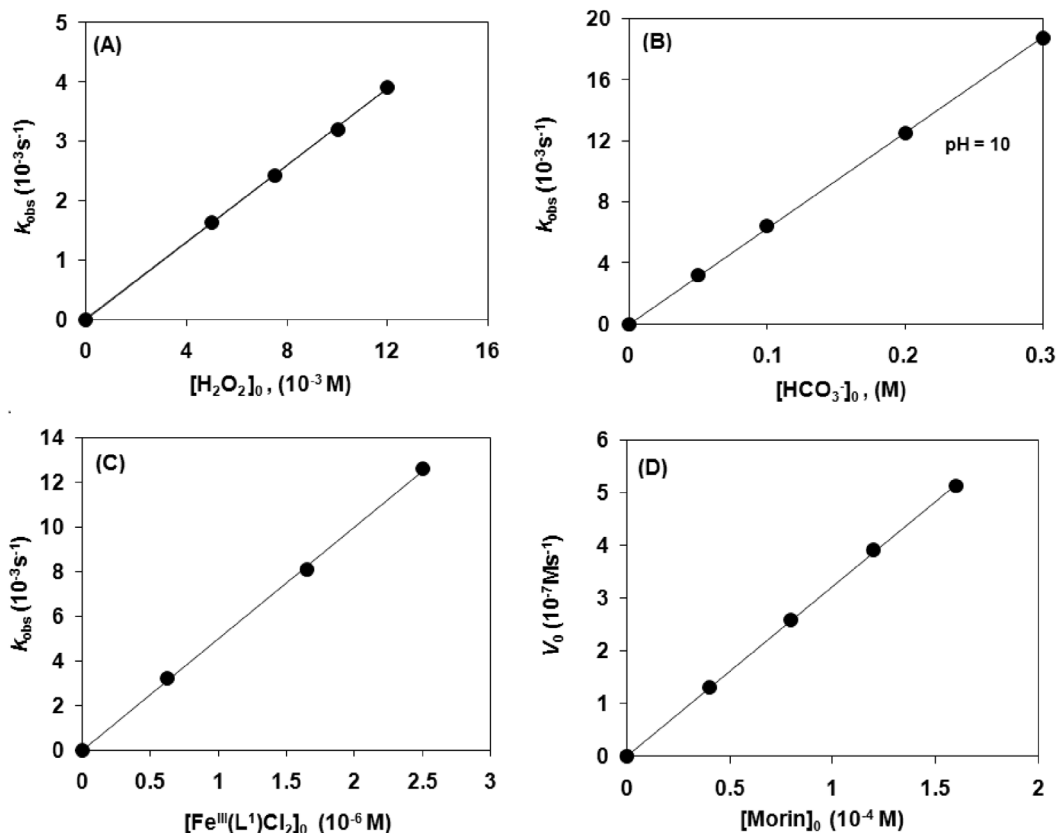 (A)
k_obs (10⁻³s⁻¹)
5
4
3
2
1
0
0 4 8 12 16
[H₂O₂]₀ , (10⁻³ M)
(B)
k_obs (10⁻³s⁻¹)
20
16
12
8
4
0
pH = 10
0 0.1 0.2 0.3
[HCO₃⁻]₀ , (M)
(C)
k_obs (10⁻³s⁻¹)
14
12
10
8
6
4
2
0
0 0.5 1 1.5 2 2.5 3
[Feᴵᴵᴵ(L¹)Cl₂]₀ (10⁻⁶ M)
(D)
V₀ (10⁻⁷Ms⁻¹)
6
5
4
3
2
1
0
0 0.5 1 1.5 2
[Morin]₀ (10⁻⁴ M)